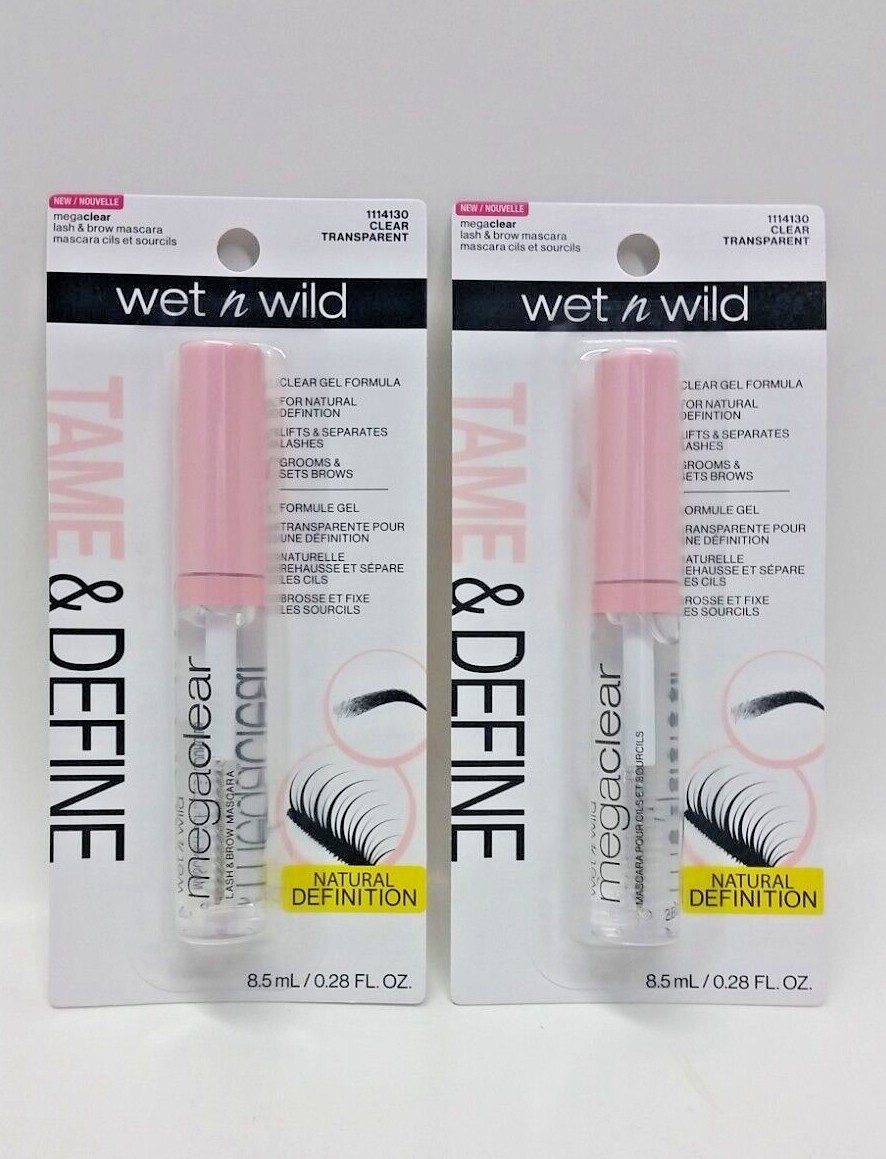 NEW / NOUVELLE
megaclear
lash & brow mascara
mascara cils et sourcils
1114130
CLEAR
TRANSPARENT
wet n wild
TAME & DEFINE
CLEAR GEL FORMULA
FOR NATURAL
DEFINTION
LIFTS & SEPARATES
LASHES
GROOMS &
SETS BROWS
FORMULE GEL
TRANSPARENTE POUR
UNE DÉFINITION
NATURELLE
REHAUSSE ET SÉPARE
LES CILS
BROSSE ET FIXE
LES SOURCILS
wet n wild
megaclear
LASH & BROW MASCARA
NATURAL
DEFINITION
8.5 mL / 0.28 FL. OZ.
NEW / NOUVELLE
megaclear
lash & brow mascara
mascara cils et sourcils
1114130
CLEAR
TRANSPARENT
wet n wild
TAME & DEFINE
CLEAR GEL FORMULA
FOR NATURAL
DEFINTION
LIFTS & SEPARATES
LASHES
GROOMS &
SETS BROWS
FORMULE GEL
TRANSPARENTE POUR
UNE DÉFINITION
NATURELLE
REHAUSSE ET SÉPARE
LES CILS
BROSSE ET FIXE
LES SOURCILS
wet n wild
megaclear
MASCARA POUR CILS ET SOURCILS
NATURAL
DEFINITION
8.5 mL / 0.28 FL. OZ.